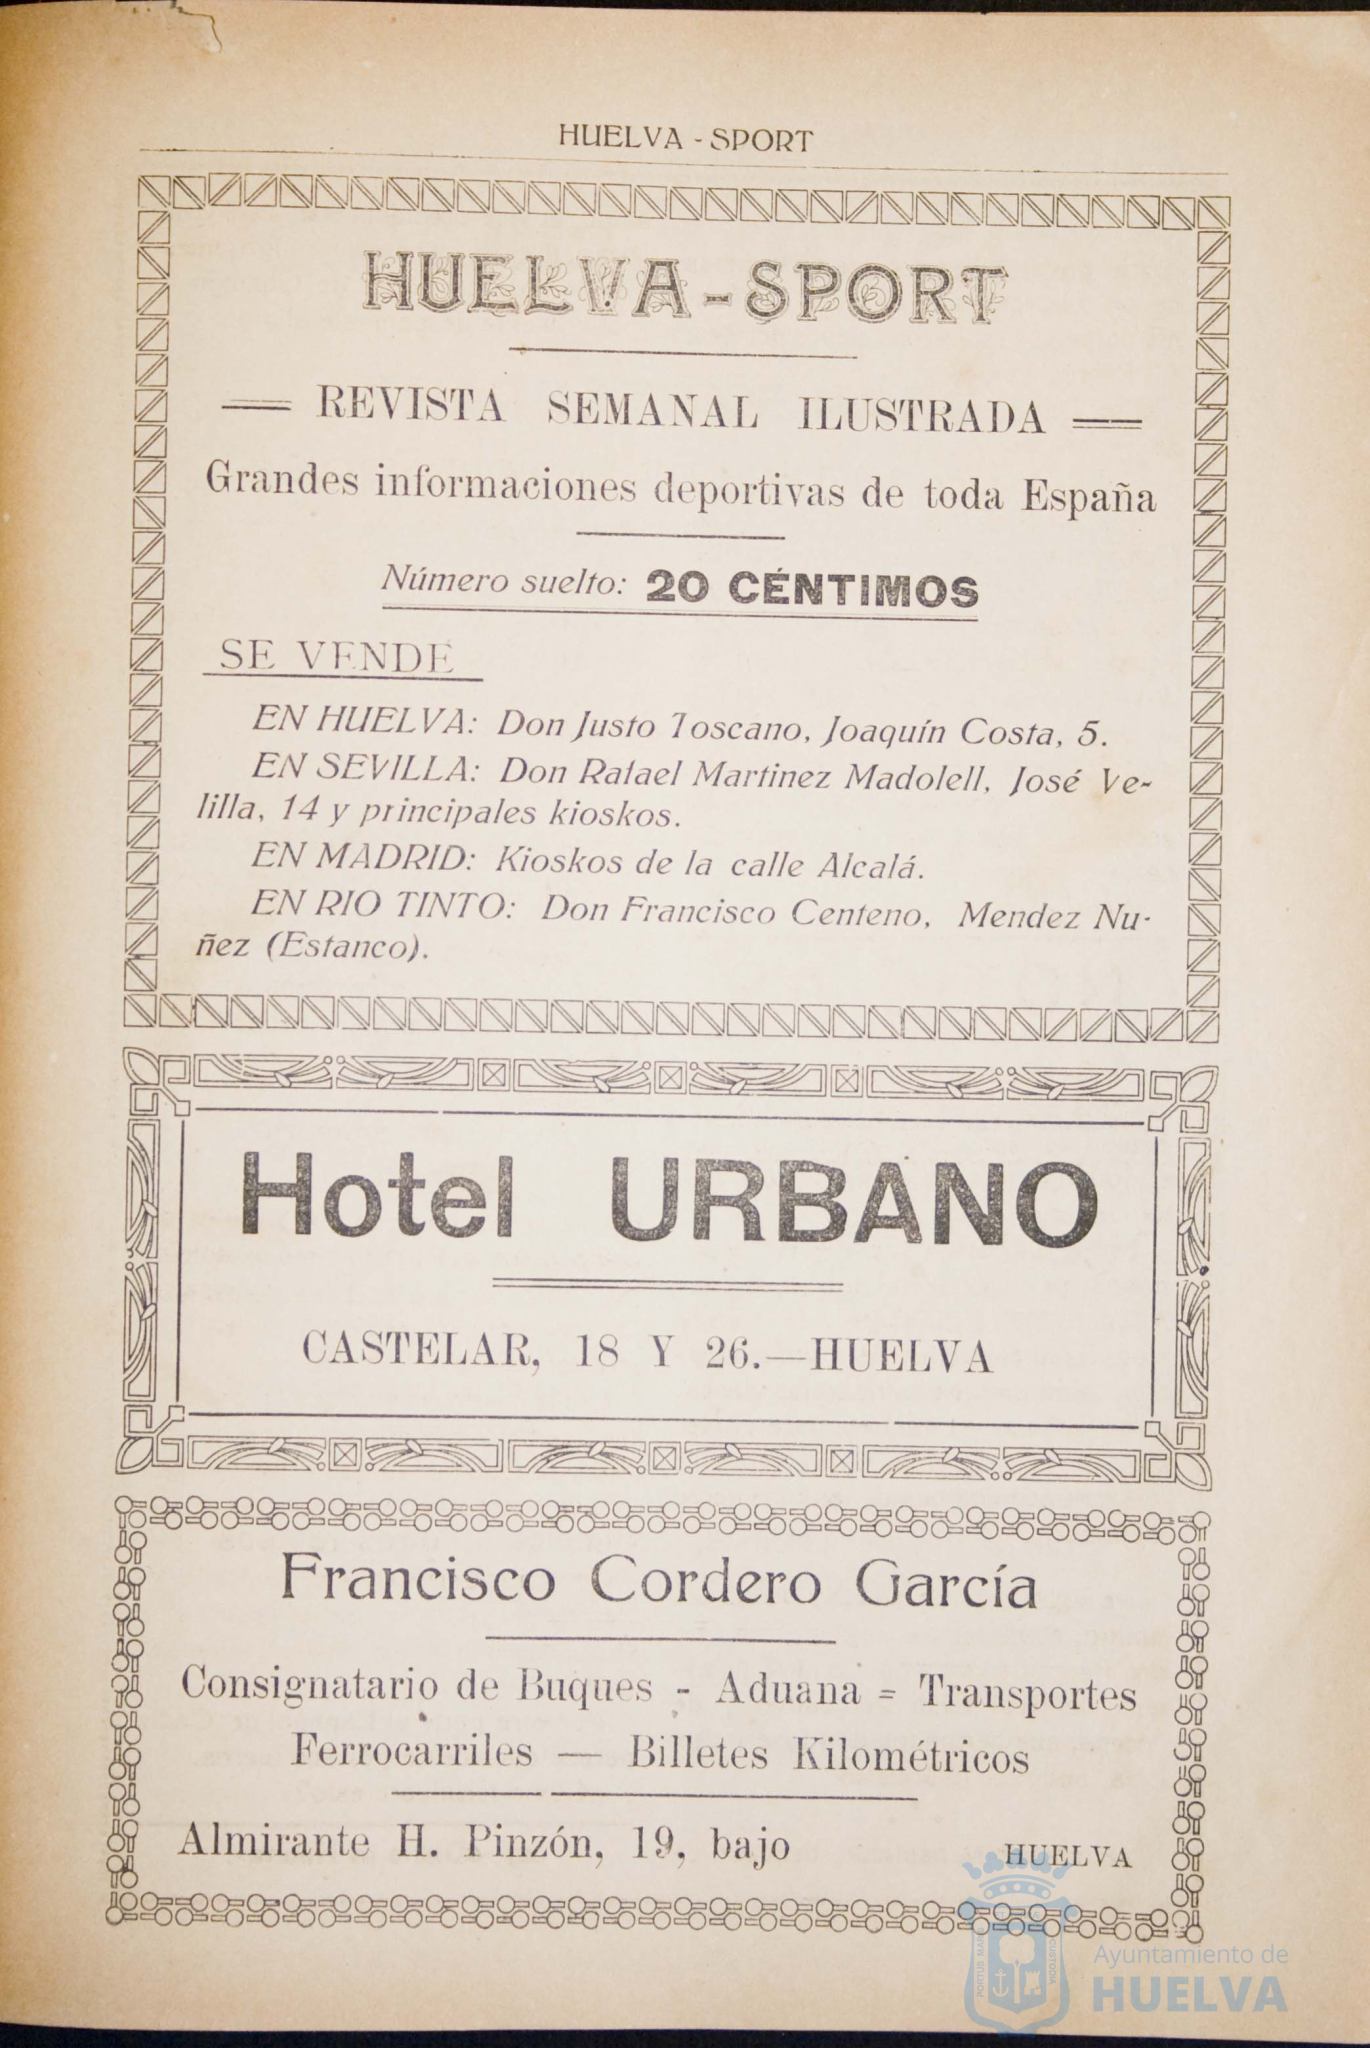 HUELVA - SPORT
HUELVA-SPORT
REVISTA SEMANAL ILUSTRADA
Grandes informaciones deportivas de toda España
Número suelto: 20 CÉNTIMOS
SE VENDE
EN HUELVA: Don Justo Toscano, Joaquín Costa, 5.
EN SEVILLA: Don Rafael Martinez Madolell, José Ve-
lilla, 14 y principales kioskos.
EN MADRID: Kioskos de la calle Alcalá.
EN RIO TINTO: Don Francisco Centeno, Mendez Nu-
ñez (Estanco).
Hotel URBANO
CASTELAR, 18 Y 26.—HUELVA
Francisco Cordero García
Consignatario de Buques - Aduana = Transportes
Ferrocarriles — Billetes Kilométricos
Almirante H. Pinzón, 19, bajo HUELVA
PORTUS MARIS CUSTODIA
Ayuntamiento de
HUELVA